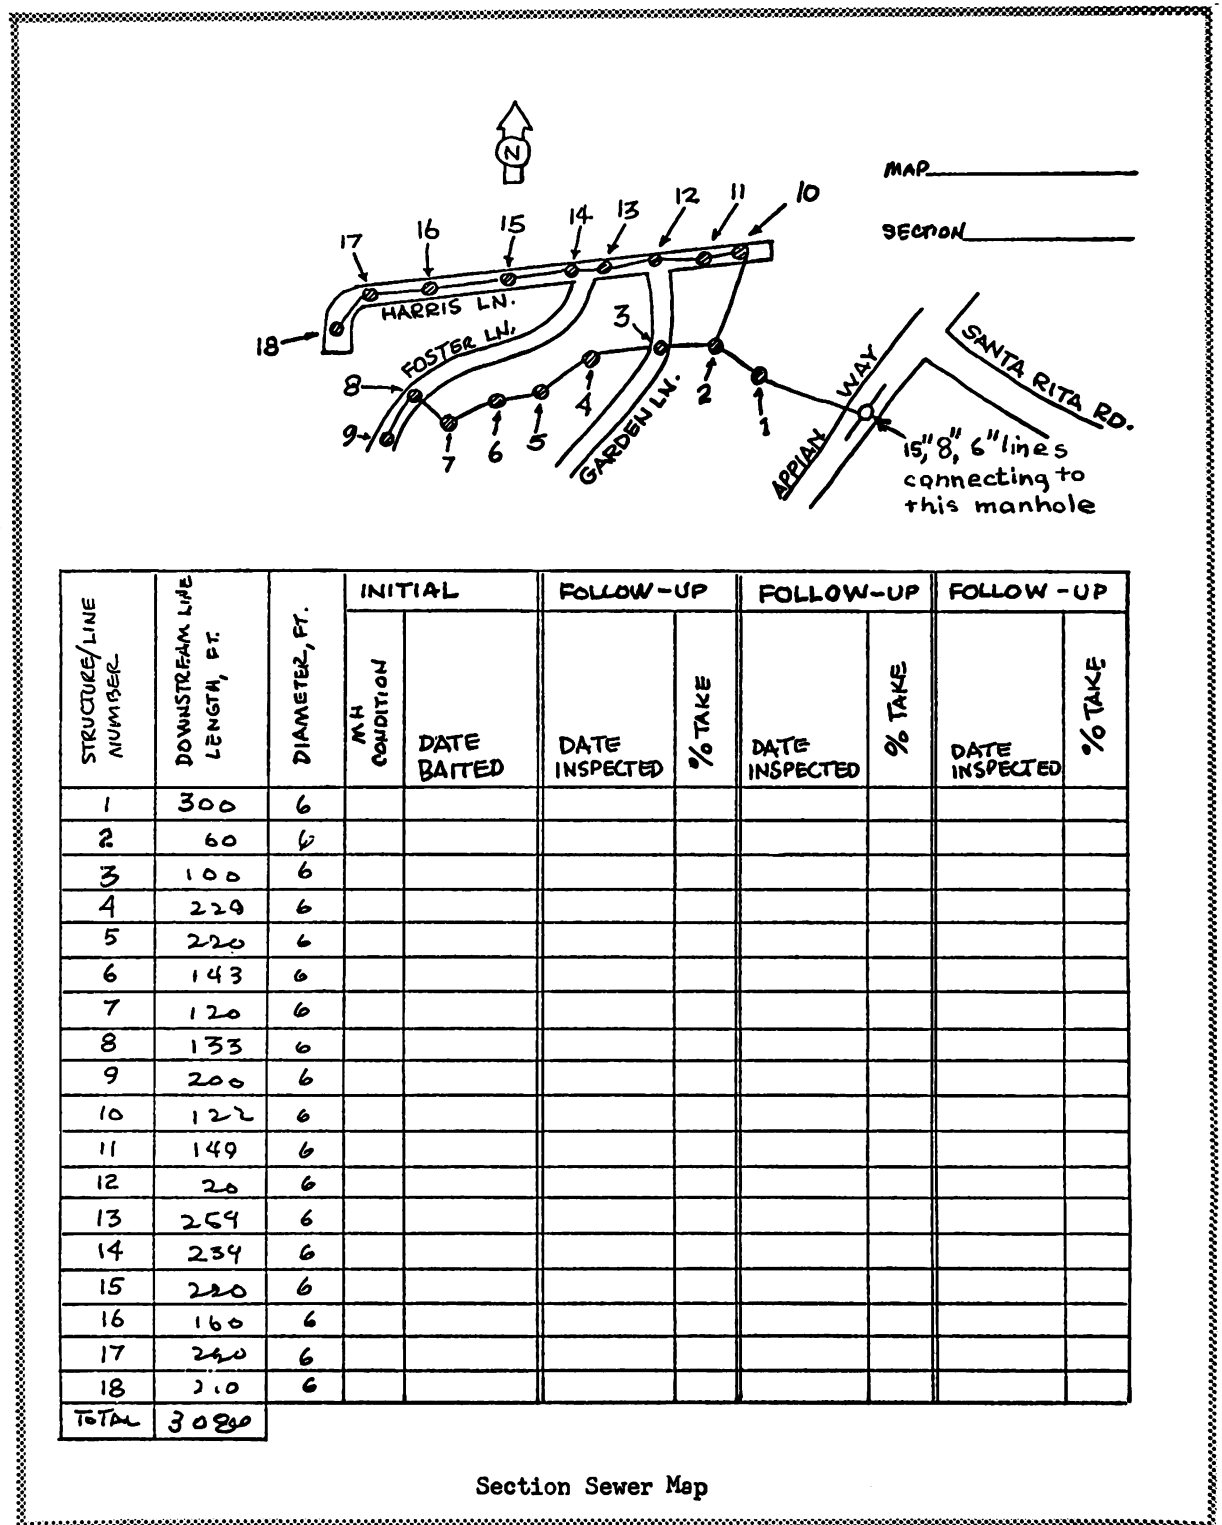 N
MAP
SECTION
10
11
12
13
14
15
16
17
18
HARRIS LN.
FOSTER LN.
GARDEN LN.
APPIAN WAY
SANTA RITA RD.
3
8
9
7
6
5
4
2
1
15", 8", 6" lines
connecting to
this manhole
INITIAL FOLLOW-UP FOLLOW-UP FOLLOW-UP
STRUCTURE/LINE NUMBER
DOWNSTREAM LINE LENGTH, FT.
DIAMETER, FT.
MH CONDITION
DATE BAITED
DATE INSPECTED
% TAKE
DATE INSPECTED
% TAKE
DATE INSPECTED
% TAKE
1 300 6
2 60 6
3 100 6
4 229 6
5 220 6
6 143 6
7 120 6
8 133 6
9 200 6
10 122 6
11 149 6
12 20 6
13 259 6
14 239 6
15 6
16 160 6
17 6
18 210 6
TOTAL
Section Sewer Map